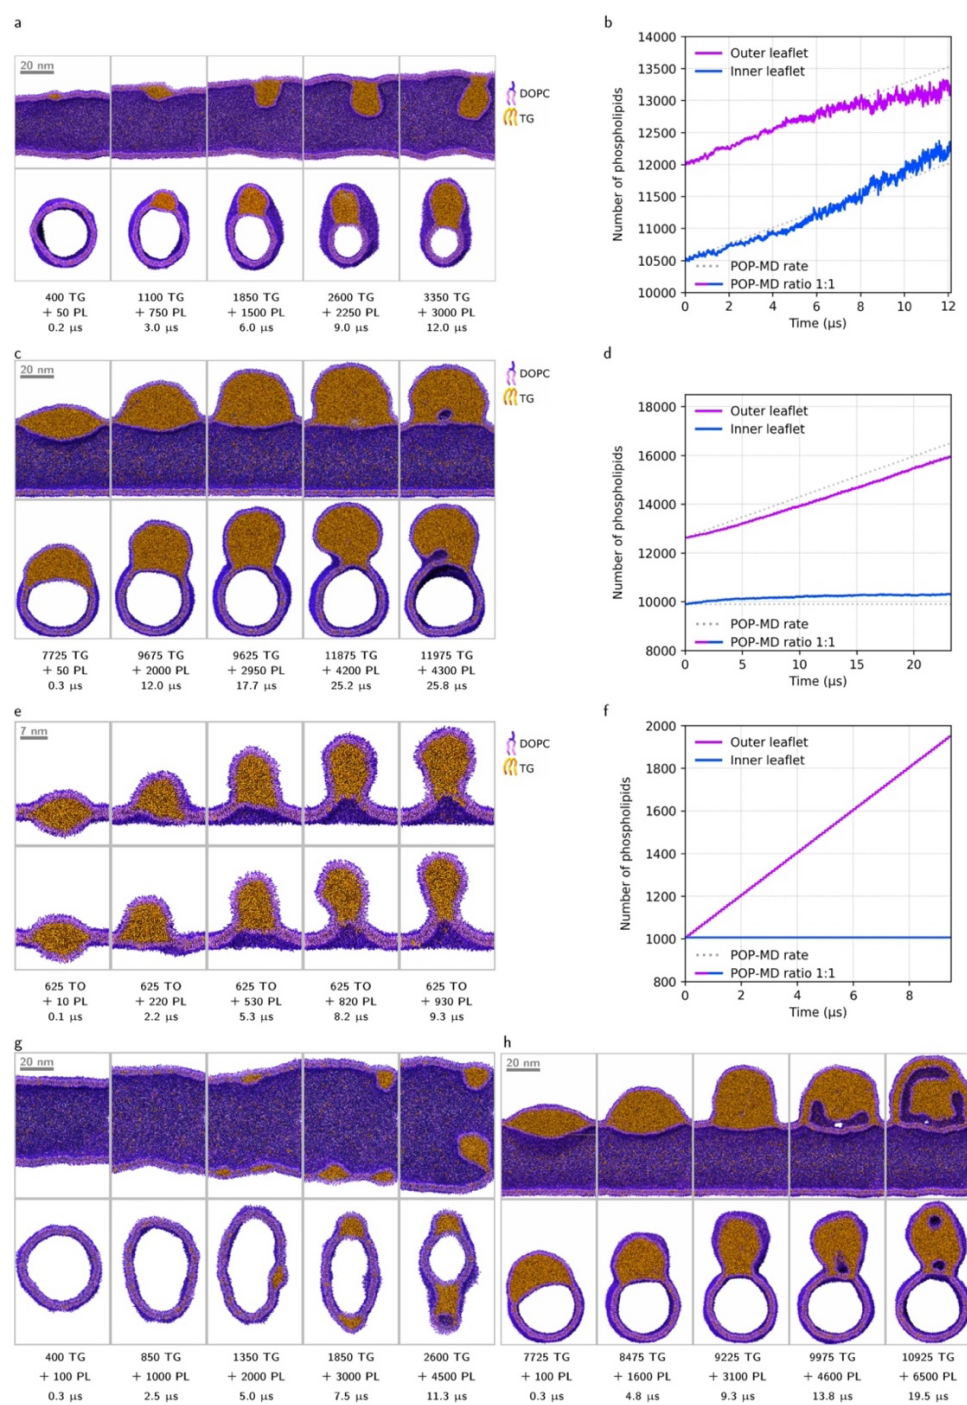 a
20 nm
DOPC
TG
400 TG
+ 50 PL
0.2 µs
1100 TG
+ 750 PL
3.0 µs
1850 TG
+ 1500 PL
6.0 µs
2600 TG
+ 2250 PL
9.0 µs
3350 TG
+ 3000 PL
12.0 µs
b
Number of phospholipids
14000
13500
13000
12500
12000
11500
11000
10500
10000
Outer leaflet
Inner leaflet
POP-MD rate
POP-MD ratio 1:1
0 2 4 6 8 10 12
Time (µs)
c
20 nm
DOPC
TG
7725 TG
+ 50 PL
0.3 µs
9675 TG
+ 2000 PL
12.0 µs
9625 TG
+ 2950 PL
17.7 µs
11875 TG
+ 4200 PL
25.2 µs
11975 TG
+ 4300 PL
25.8 µs
d
Number of phospholipids
18000
16000
14000
12000
10000
8000
Outer leaflet
Inner leaflet
POP-MD rate
POP-MD ratio 1:1
0 5 10 15 20
Time (µs)
e
7 nm
DOPC
TG
625 TO
+ 10 PL
0.1 µs
625 TO
+ 220 PL
2.2 µs
625 TO
+ 530 PL
5.3 µs
625 TO
+ 820 PL
8.2 µs
625 TO
+ 930 PL
9.3 µs
f
Number of phospholipids
2000
1800
1600
1400
1200
1000
800
Outer leaflet
Inner leaflet
POP-MD rate
POP-MD ratio 1:1
0 2 4 6 8
Time (µs)
g
20 nm
400 TG
+ 100 PL
0.3 µs
850 TG
+ 1000 PL
2.5 µs
1350 TG
+ 2000 PL
5.0 µs
1850 TG
+ 3000 PL
7.5 µs
2600 TG
+ 4500 PL
11.3 µs
h
20 nm
7725 TG
+ 100 PL
0.3 µs
8475 TG
+ 1600 PL
4.8 µs
9225 TG
+ 3100 PL
9.3 µs
9975 TG
+ 4600 PL
13.8 µs
10925 TG
+ 6500 PL
19.5 µs